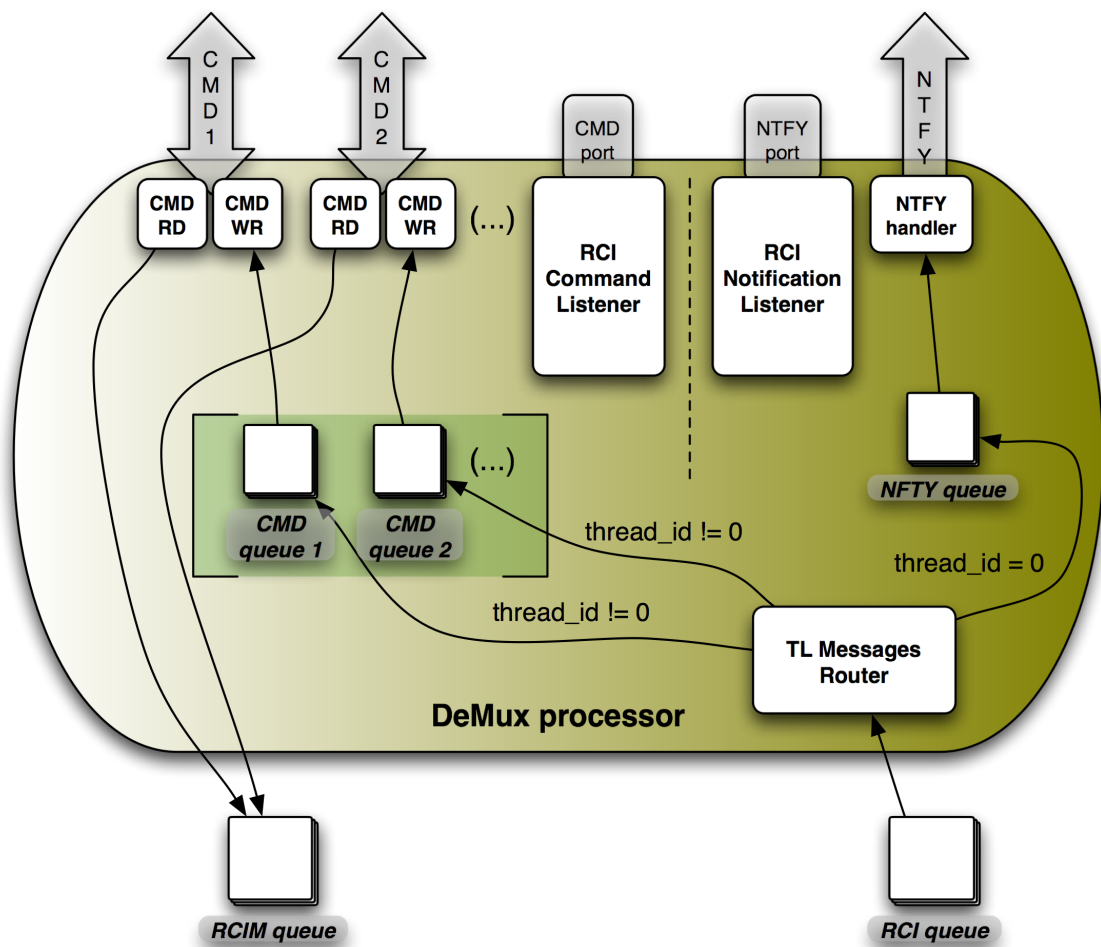 C
M
D
1
C
M
D
2
N
T
F
Y
CMD
port
NTFY
port
CMD
RD
CMD
WR
CMD
RD
CMD
WR
(...)
RCI
Command
Listener
RCI
Notification
Listener
NTFY
handler
(...)
CMD
queue 1
CMD
queue 2
NFTY queue
thread_id != 0
thread_id = 0
thread_id != 0
TL Messages
Router
DeMux processor
RCIM queue
RCI queue